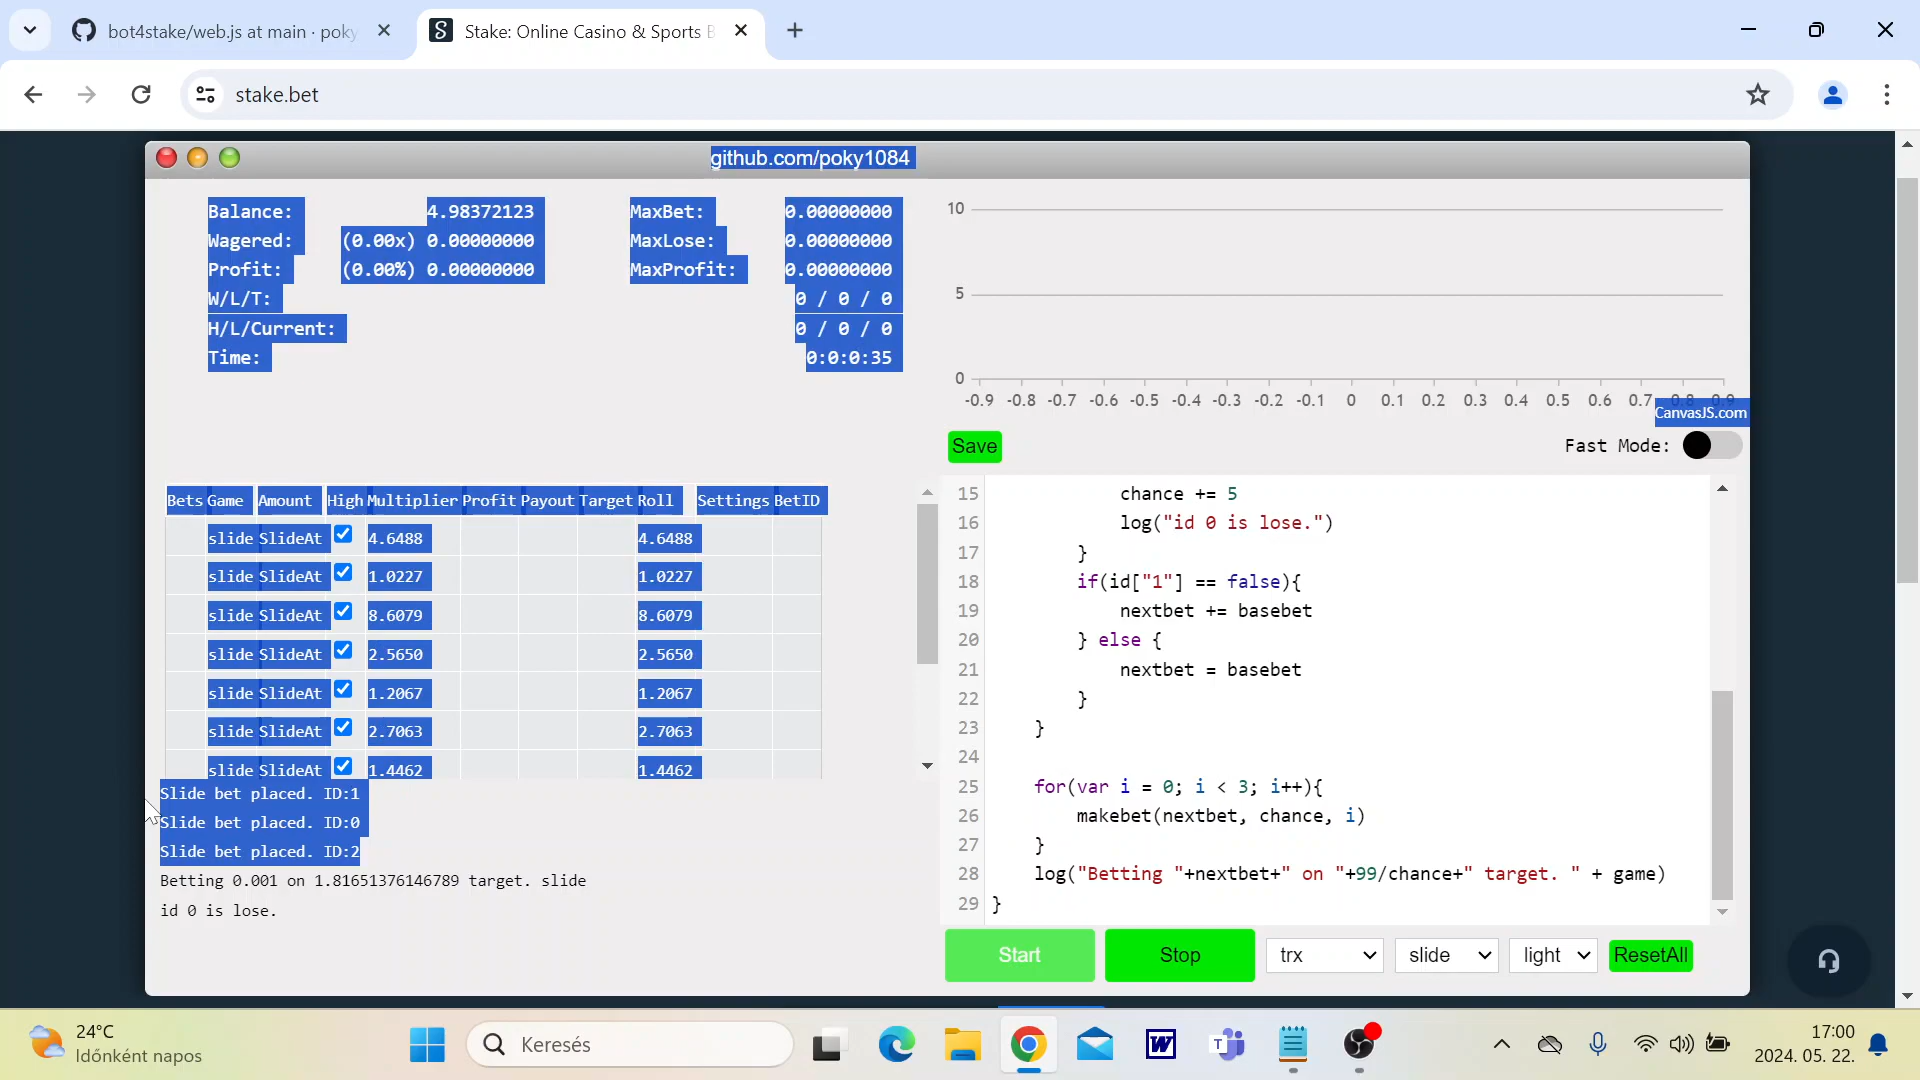 bot4stake/web.js at main · poky
Stake: Online Casino & Sports B
stake.bet
github.com/poky1084
Balance: 4.98372123 MaxBet: 0.00000000
Wagered: (0.00x) 0.00000000 MaxLose: 0.00000000
Profit: (0.00%) 0.00000000 MaxProfit: 0.00000000
W/L/T: 0 / 0 / 0
H/L/Current: 0 / 0 / 0
Time: 0:0:0:35
10
5
0
-0.9 -0.8 -0.7 -0.6 -0.5 -0.4 -0.3 -0.2 -0.1 0 0.1 0.2 0.3 0.4 0.5 0.6 0.7 0.8 0.9
CanvasJS.com
Save
Fast Mode:
Bets Game Amount High Multiplier Profit Payout Target Roll Settings BetID
slide SlideAt 4.6488 4.6488
slide SlideAt 1.0227 1.0227
slide SlideAt 8.6079 8.6079
slide SlideAt 2.5650 2.5650
slide SlideAt 1.2067 1.2067
slide SlideAt 2.7063 2.7063
slide SlideAt 1.4462 1.4462
Slide bet placed. ID:1
Slide bet placed. ID:0
Slide bet placed. ID:2
Betting 0.001 on 1.81651376146789 target. slide
id 0 is lose.
15 chance += 5
16 log("id 0 is lose.")
17 }
18 if(id["1"] == false){
19 nextbet += basebet
20 } else {
21 nextbet = basebet
22 }
23 }
24
25 for(var i = 0; i < 3; i++){
26 makebet(nextbet, chance, i)
27 }
28 log("Betting "+nextbet+" on "+99/chance+" target. " + game)
29 }
Start
Stop
trx
slide
light
ResetAll
24°C
Időnként napos
Keresés
17:00
2024. 05. 22.